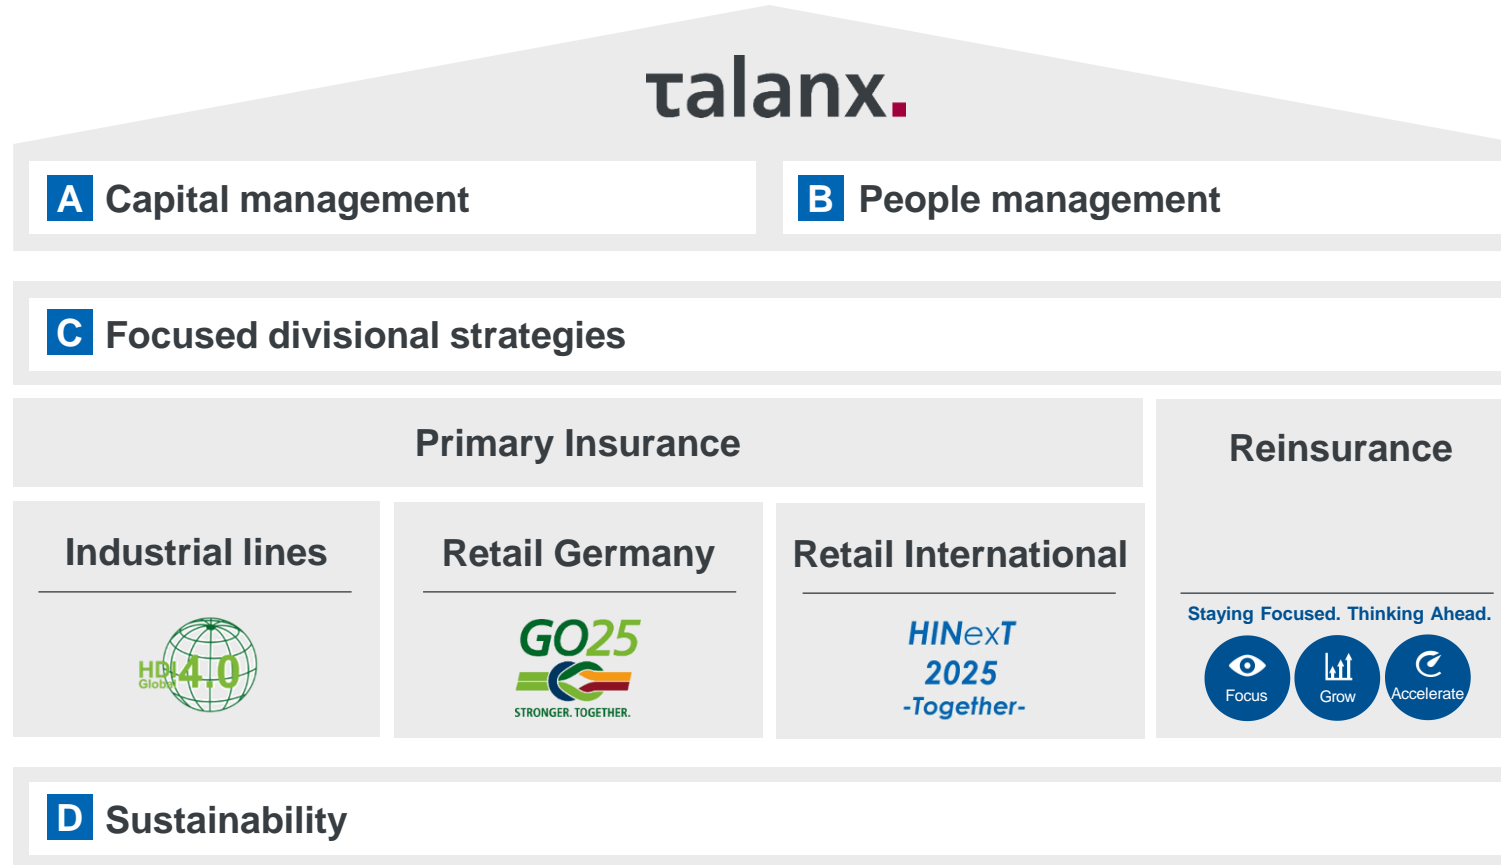 talanx.
A Capital management
B People management
C Focused divisional strategies
Primary Insurance
Reinsurance
Industrial lines
HDI
Global
4.0
Retail Germany
GO25
STRONGER. TOGETHER.
Retail International
HINexT
2025
-Together-
Staying Focused. Thinking Ahead.
Focus
Grow
Accelerate
D Sustainability